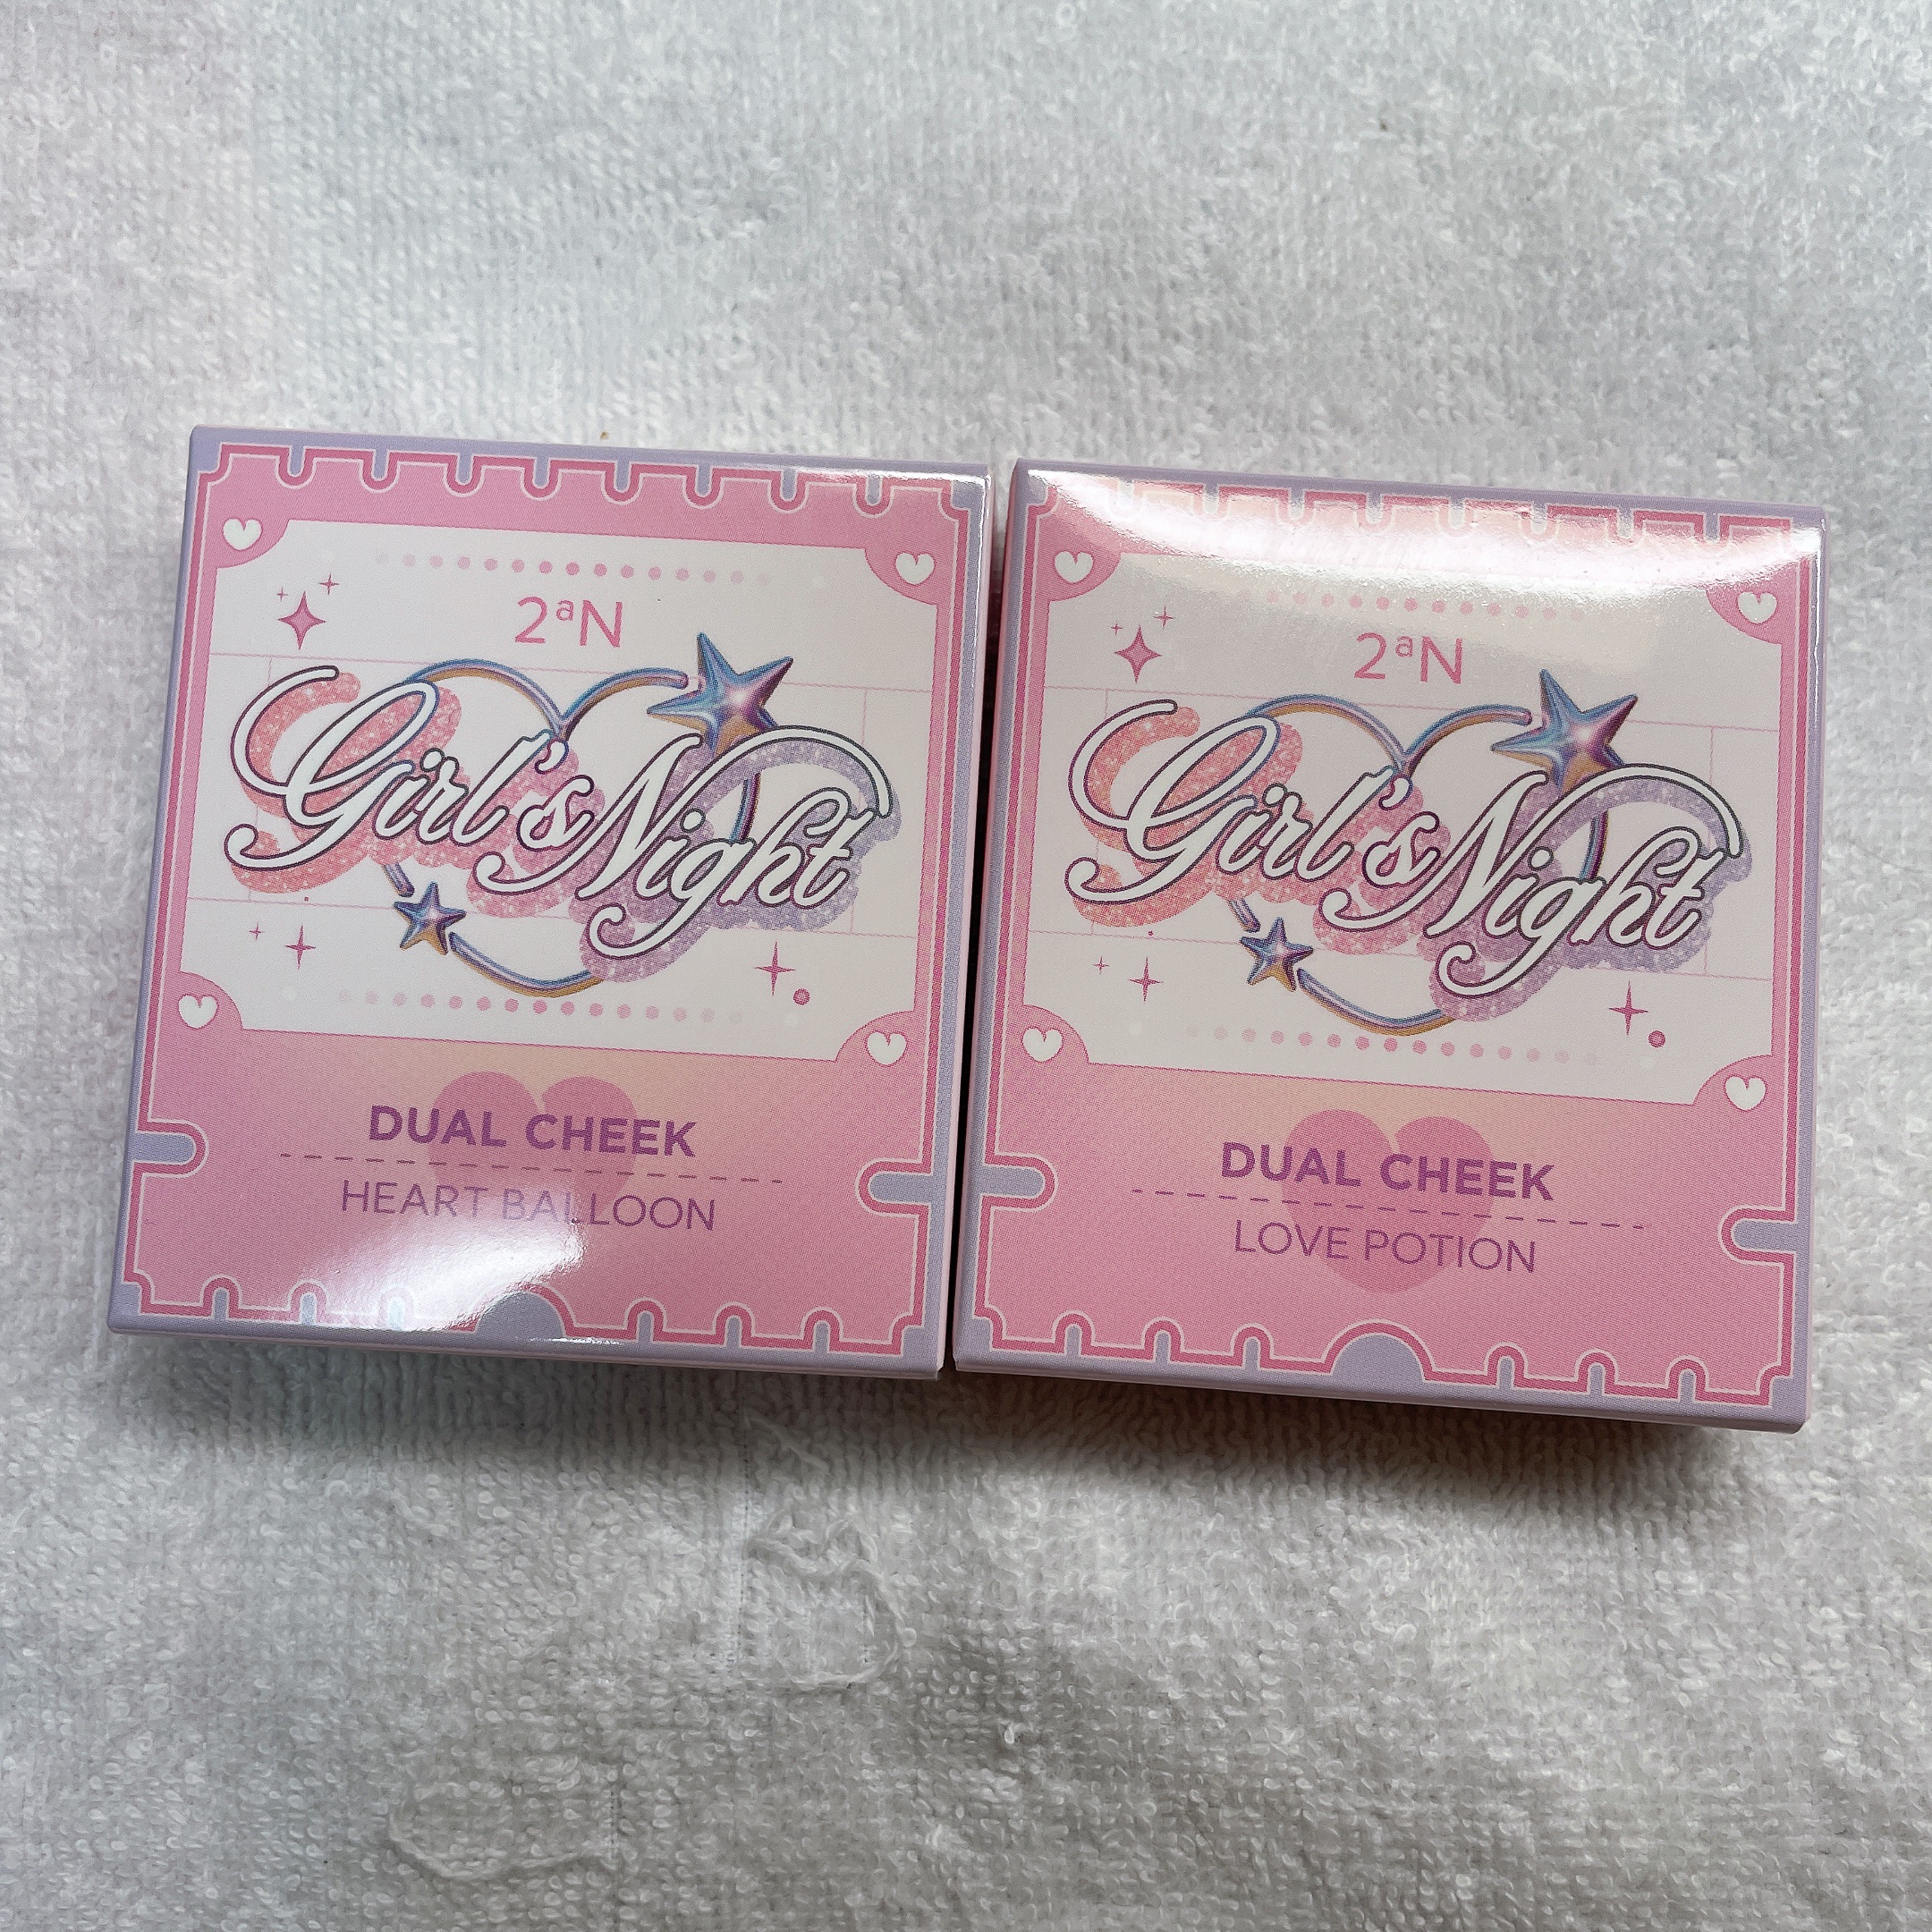 2aN
Girl's Night
DUAL CHEEK
HEART BALLOON
2aN
Girl's Night
DUAL CHEEK
LOVE POTION